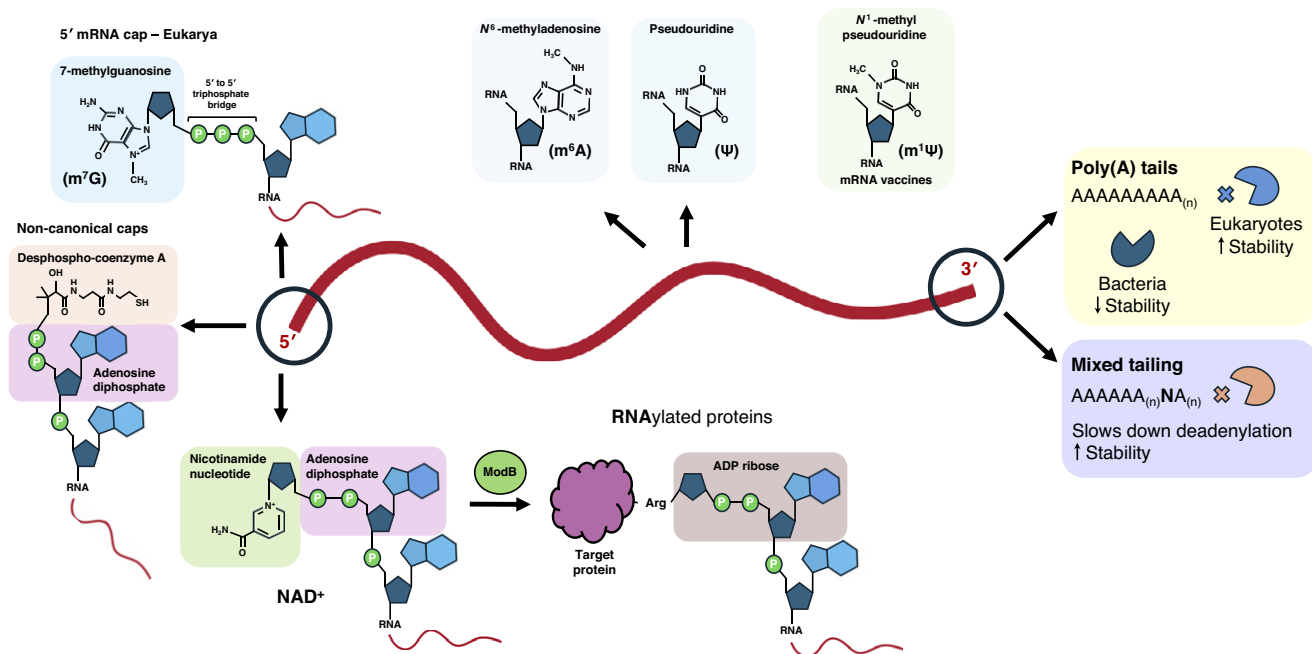 5′ mRNA cap – Eukarya
7-methylguanosine
5′ to 5′
triphosphate
bridge
H₂N
N
N
HN
N
O
N⁺
CH₃
(m⁷G)
P
P
P
RNA
N⁶-methyladenosine
H₃C
NH
N
N
N
N
RNA
RNA
(m⁶A)
Pseudouridine
O
HN
NH
O
RNA
RNA
(Ψ)
N¹-methyl
pseudouridine
H₃C
O
N
NH
O
RNA
RNA
(m¹Ψ)
mRNA vaccines
Poly(A) tails
AAAAAAAAA(n)
Eukaryotes
↑ Stability
Bacteria
↓ Stability
Non-canonical caps
Desphospho-coenzyme A
OH
H
N
H
N
SH
O
O
P
P
Adenosine
diphosphate
P
RNA
5′
3′
Mixed tailing
AAAAAA(n)NA(n)
Slows down deadenylation
↑ Stability
Nicotinamide
nucleotide
Adenosine
diphosphate
N⁺
H₂N
O
P
P
P
RNA
NAD⁺
ModB
RNAylated proteins
Target
protein
Arg
ADP ribose
P
P
P
RNA